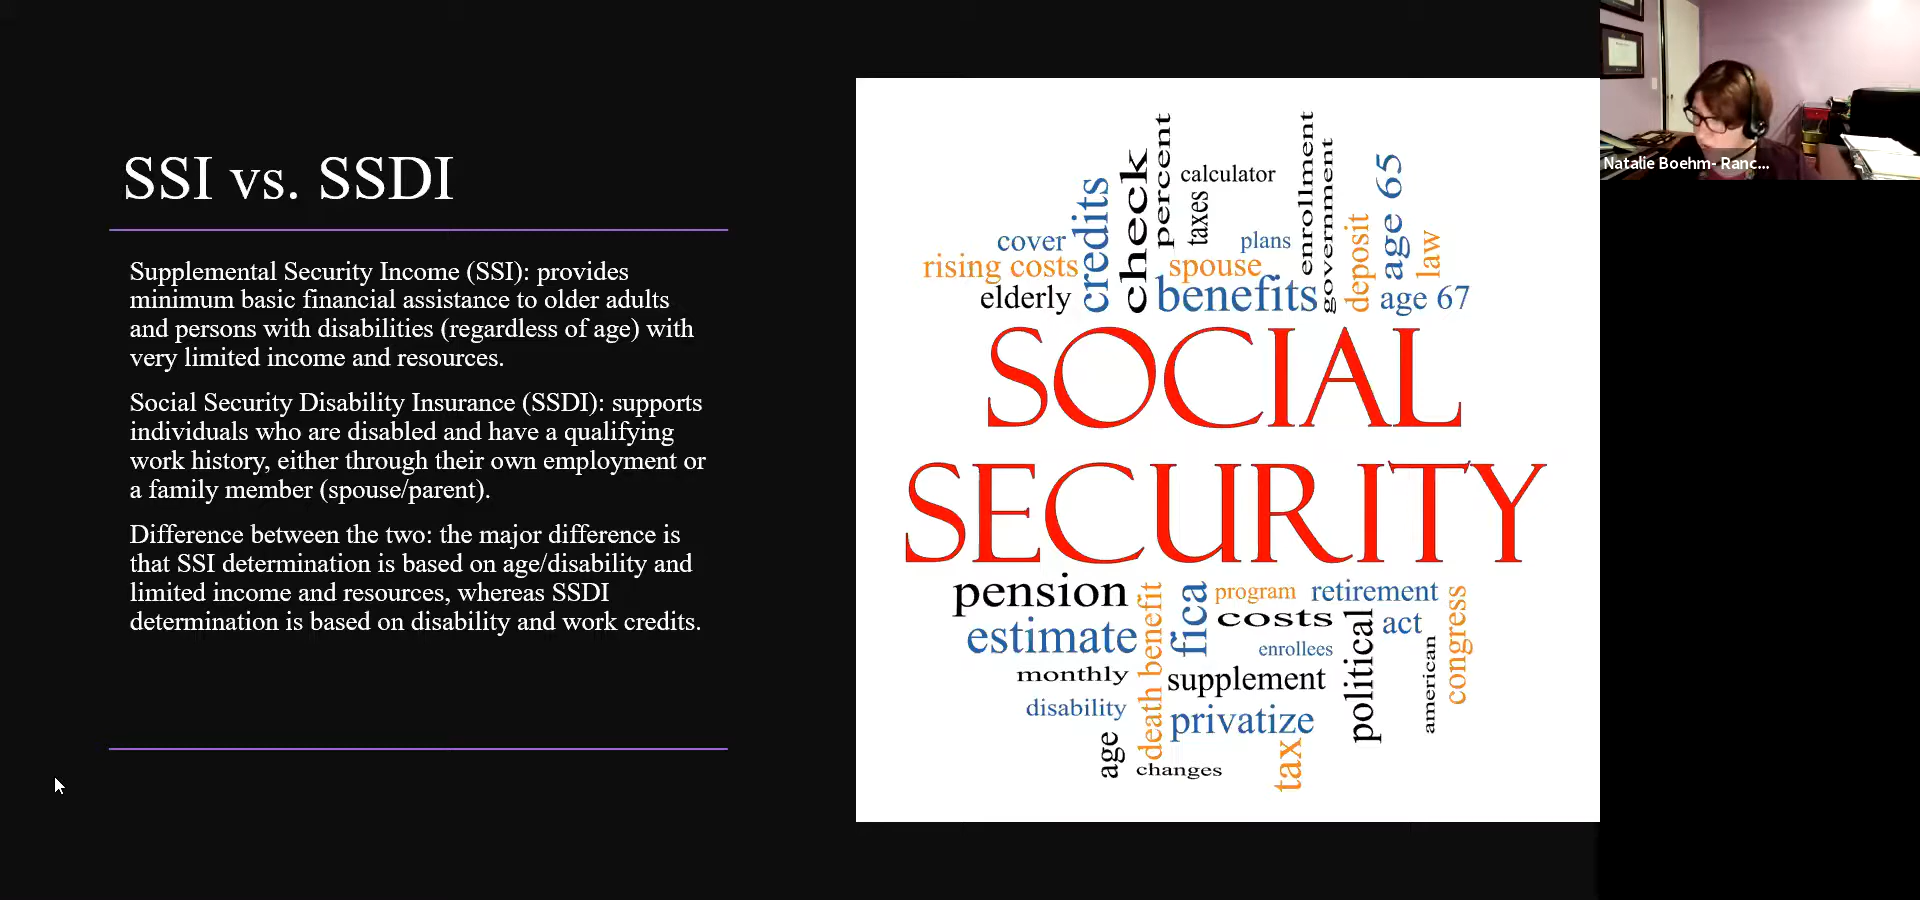 SSI vs. SSDI
Supplemental Security Income (SSI): provides
minimum basic financial assistance to older adults
and persons with disabilities (regardless of age) with
very limited income and resources.
Social Security Disability Insurance (SSDI): supports
individuals who are disabled and have a qualifying
work history, either through their own employment or
a family member (spouse/parent).
Difference between the two: the major difference is
that SSI determination is based on age/disability and
limited income and resources, whereas SSDI
determination is based on disability and work credits.
cover
rising costs
elderly
credits
check
percent
calculator
taxes
plans
spouse
benefits
enrollment
government
deposit
age 65
law
age 67
SOCIAL
SECURITY
pension
estimate
monthly
disability
age
death benefit
changes
fica
program
retirement
costs
act
enrollees
supplement
privatize
tax
political
american
congress
Natalie Boehm- Ranc...